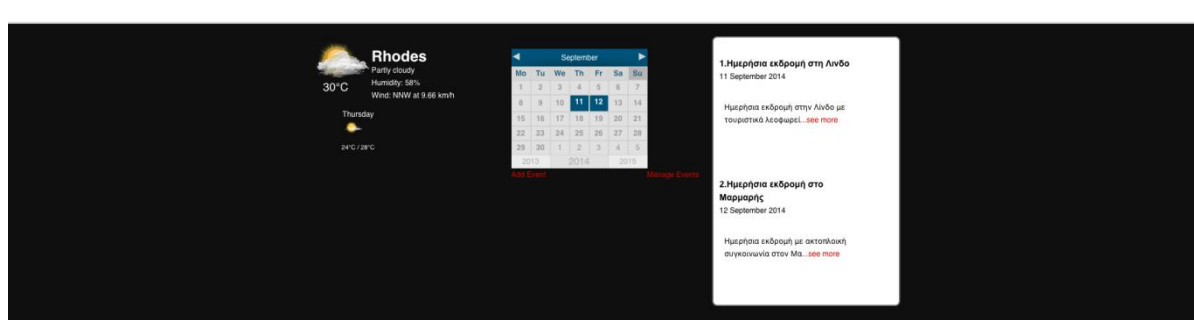 Rhodes
Partly cloudy
Humidity: 58%
30°C
Wind: NNW at 9.66 km/h
Thursday
24°C / 28°C
September
Mo Tu We Th Fr Sa Su
1 2 3 4 5 6 7
8 9 10 11 12 13 14
15 16 17 18 19 20 21
22 23 24 25 26 27 28
29 30 1 2 3 4 5
2013 2014 2015
Add Event Manage Events
1.Ημερήσια εκδρομή στη Λινδο
11 September 2014
Ημερήσια εκδρομή στην Λίνδο με
τουριστικά λεοφωρεί...see more
2.Ημερήσια εκδρομή στο
Μαρμαρής
12 September 2014
Ημερήσια εκδρομή με ακτοπλοική
συγκοινωνία στον Μα...see more